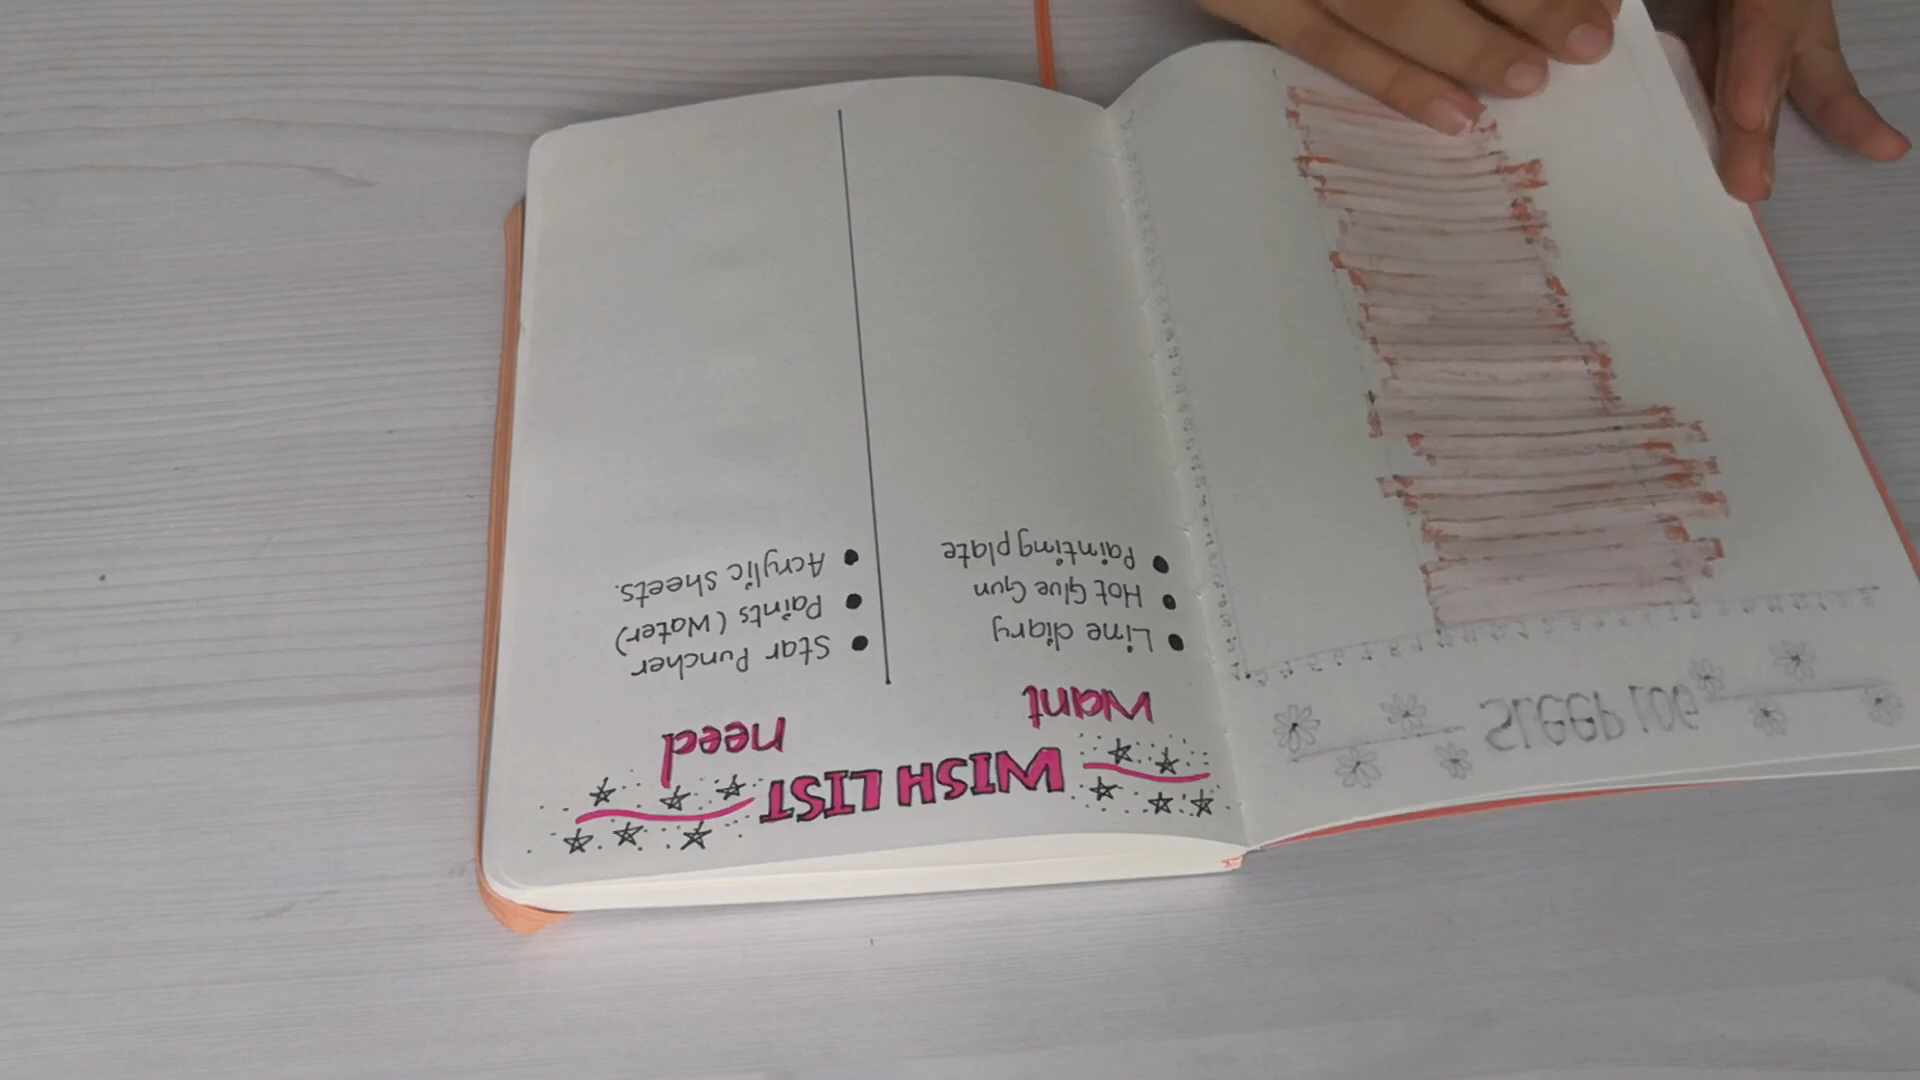 WISH LIST
Want
Line diary
Hot Glue Gun
Painting plate
need
Star Puncher
Paints (Water)
Acrylic Sheets.
SLEEP LOG